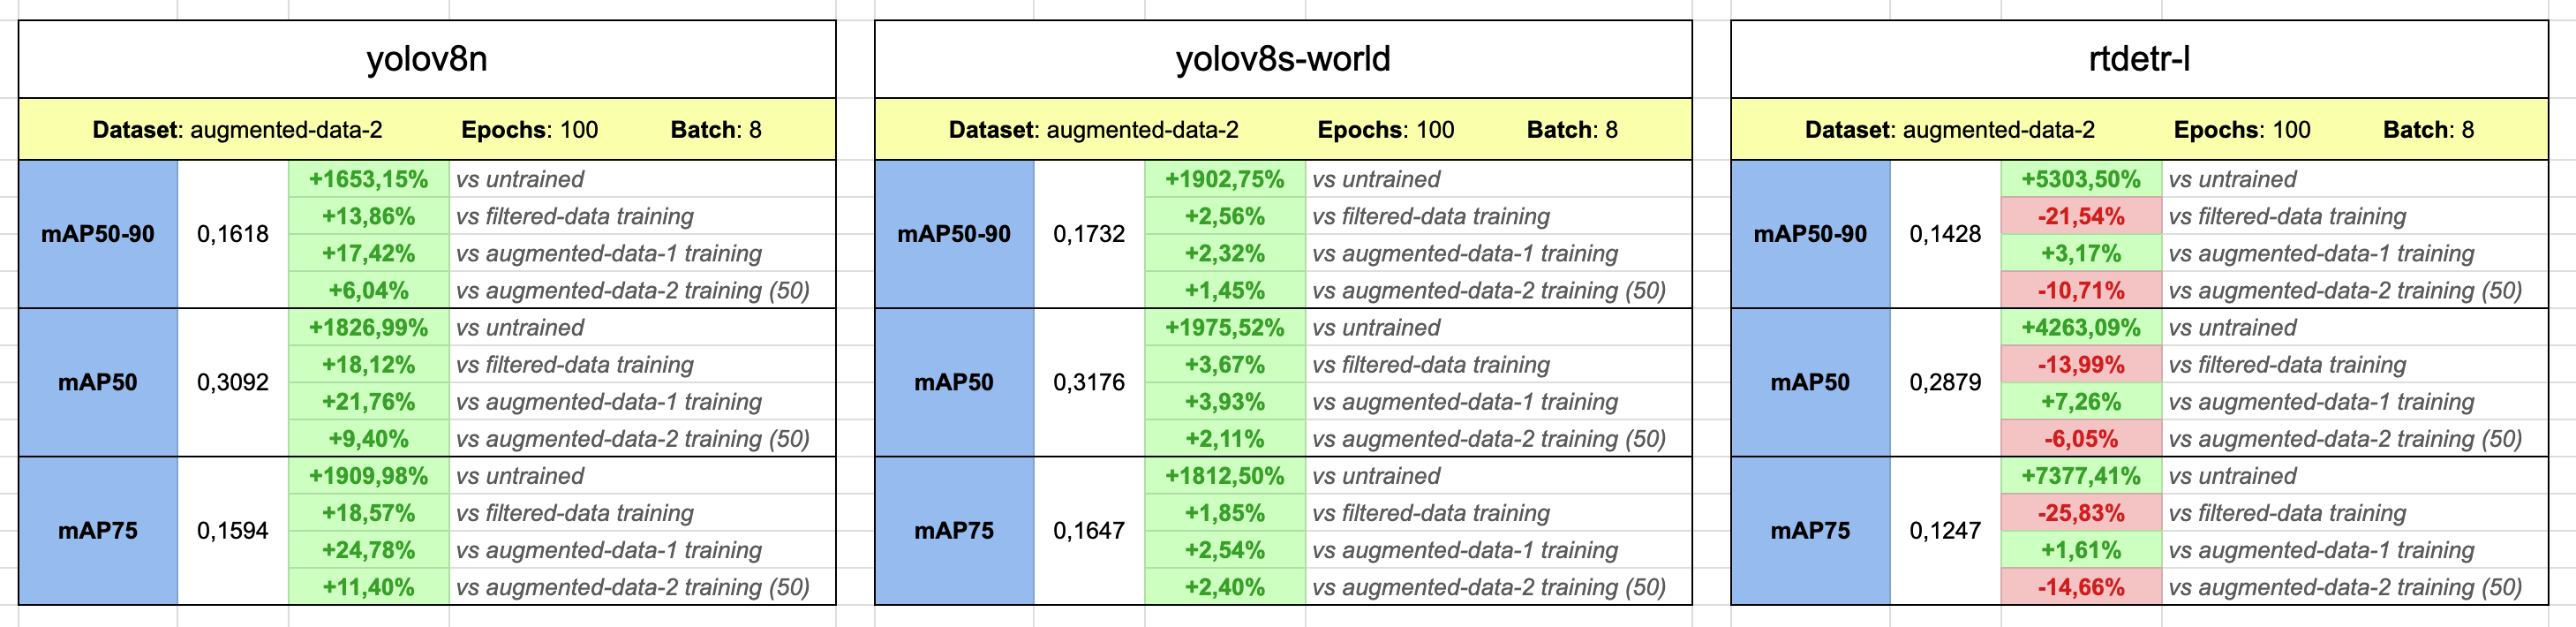 yolov8n
Dataset: augmented-data-2 Epochs: 100 Batch: 8
mAP50-90 0,1618
+1653,15% vs untrained
+13,86% vs filtered-data training
+17,42% vs augmented-data-1 training
+6,04% vs augmented-data-2 training (50)
mAP50 0,3092
+1826,99% vs untrained
+18,12% vs filtered-data training
+21,76% vs augmented-data-1 training
+9,40% vs augmented-data-2 training (50)
mAP75 0,1594
+1909,98% vs untrained
+18,57% vs filtered-data training
+24,78% vs augmented-data-1 training
+11,40% vs augmented-data-2 training (50)
yolov8s-world
Dataset: augmented-data-2 Epochs: 100 Batch: 8
mAP50-90 0,1732
+1902,75% vs untrained
+2,56% vs filtered-data training
+2,32% vs augmented-data-1 training
+1,45% vs augmented-data-2 training (50)
mAP50 0,3176
+1975,52% vs untrained
+3,67% vs filtered-data training
+3,93% vs augmented-data-1 training
+2,11% vs augmented-data-2 training (50)
mAP75 0,1647
+1812,50% vs untrained
+1,85% vs filtered-data training
+2,54% vs augmented-data-1 training
+2,40% vs augmented-data-2 training (50)
rtdetr-l
Dataset: augmented-data-2 Epochs: 100 Batch: 8
mAP50-90 0,1428
+5303,50% vs untrained
-21,54% vs filtered-data training
+3,17% vs augmented-data-1 training
-10,71% vs augmented-data-2 training (50)
mAP50 0,2879
+4263,09% vs untrained
-13,99% vs filtered-data training
+7,26% vs augmented-data-1 training
-6,05% vs augmented-data-2 training (50)
mAP75 0,1247
+7377,41% vs untrained
-25,83% vs filtered-data training
+1,61% vs augmented-data-1 training
-14,66% vs augmented-data-2 training (50)